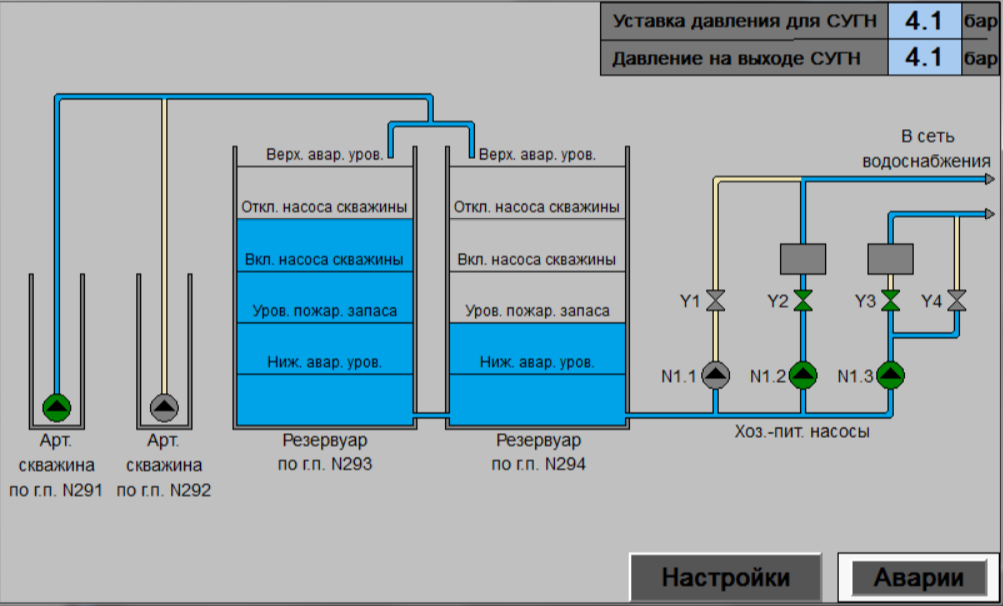 Уставка давления для СУГН 4.1 бар
Давление на выходе СУГН 4.1 бар
В сеть
водоснабжения
Верх. авар. уров.
Верх. авар. уров.
Откл. насоса скважины
Откл. насоса скважины
Вкл. насоса скважины
Вкл. насоса скважины
Уров. пожар. запаса
Уров. пожар. запаса
Ниж. авар. уров.
Ниж. авар. уров.
Y1
Y2
Y3
Y4
N1.1
N1.2
N1.3
Хоз.-пит. насосы
Арт.
скважина
по г.п. N291
Арт.
скважина
по г.п. N292
Резервуар
по г.п. N293
Резервуар
по г.п. N294
Настройки
Аварии